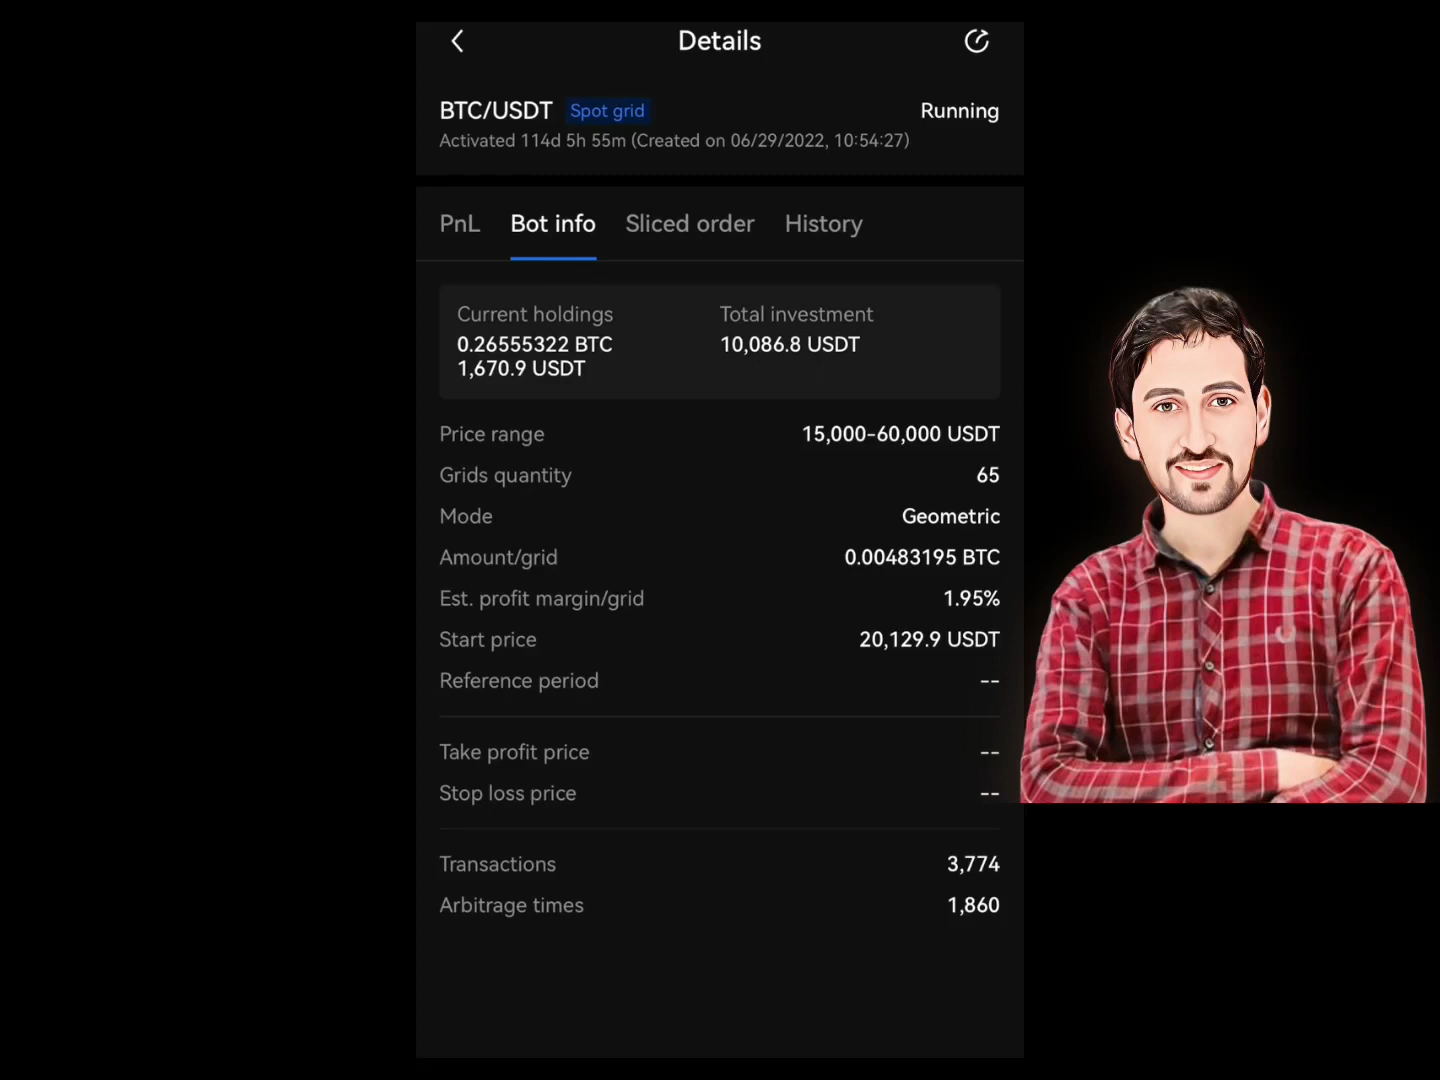 Details
BTC/USDT Spot grid Running
Activated 114d 5h 55m (Created on 06/29/2022, 10:54:27)
PnL Bot info Sliced order History
Current holdings Total investment
0.26555322 BTC 10,086.8 USDT
1,670.9 USDT
Price range 15,000-60,000 USDT
Grids quantity 65
Mode Geometric
Amount/grid 0.00483195 BTC
Est. profit margin/grid 1.95%
Start price 20,129.9 USDT
Reference period --
Take profit price --
Stop loss price --
Transactions 3,774
Arbitrage times 1,860